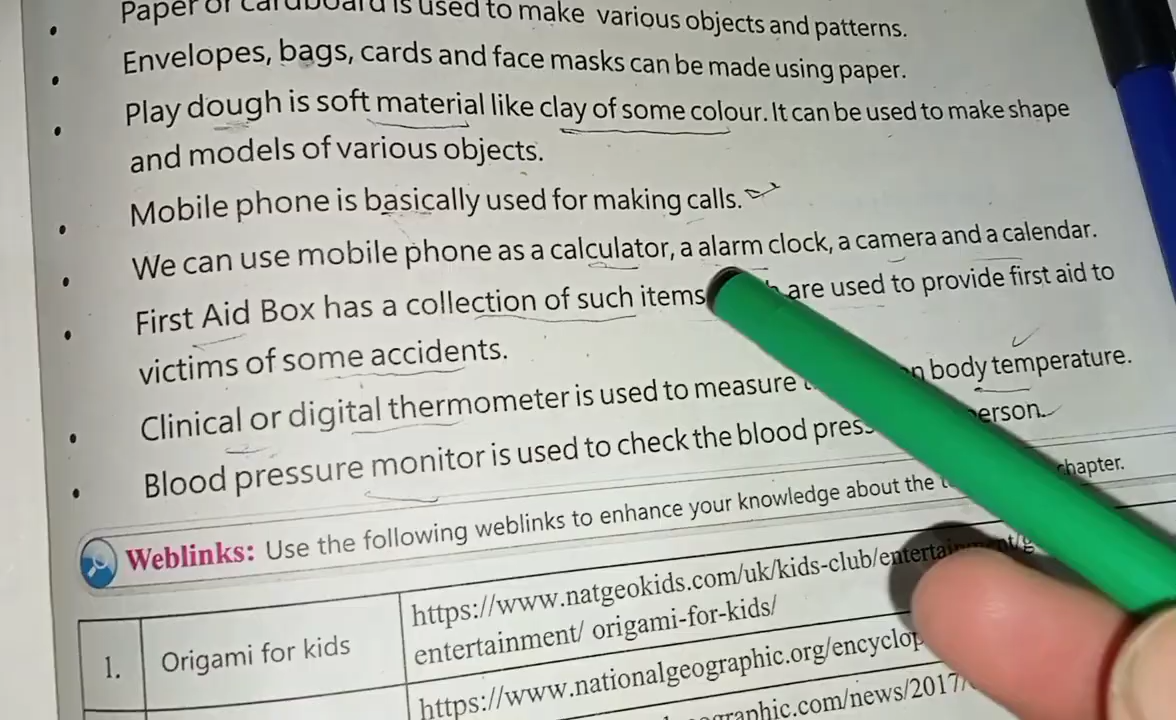 Paper or cardboard is used to make various objects and patterns.
Envelopes, bags, cards and face masks can be made using paper.
Play dough is soft material like clay of some colour. It can be used to make shape
and models of various objects.
Mobile phone is basically used for making calls.
We can use mobile phone as a calculator, a alarm clock, a camera and a calendar.
First Aid Box has a collection of such items are used to provide first aid to
victims of some accidents.
Clinical or digital thermometer is used to measure body temperature.
Blood pressure monitor is used to check the blood person.
Weblinks: Use the following weblinks to enhance your knowledge about the chapter.
1. Origami for kids
https://www.natgeokids.com/uk/kids-club/entertainment/g
entertainment/ origami-for-kids/
https://www.nationalgeographic.org/encyclop
graphic.com/news/2017/